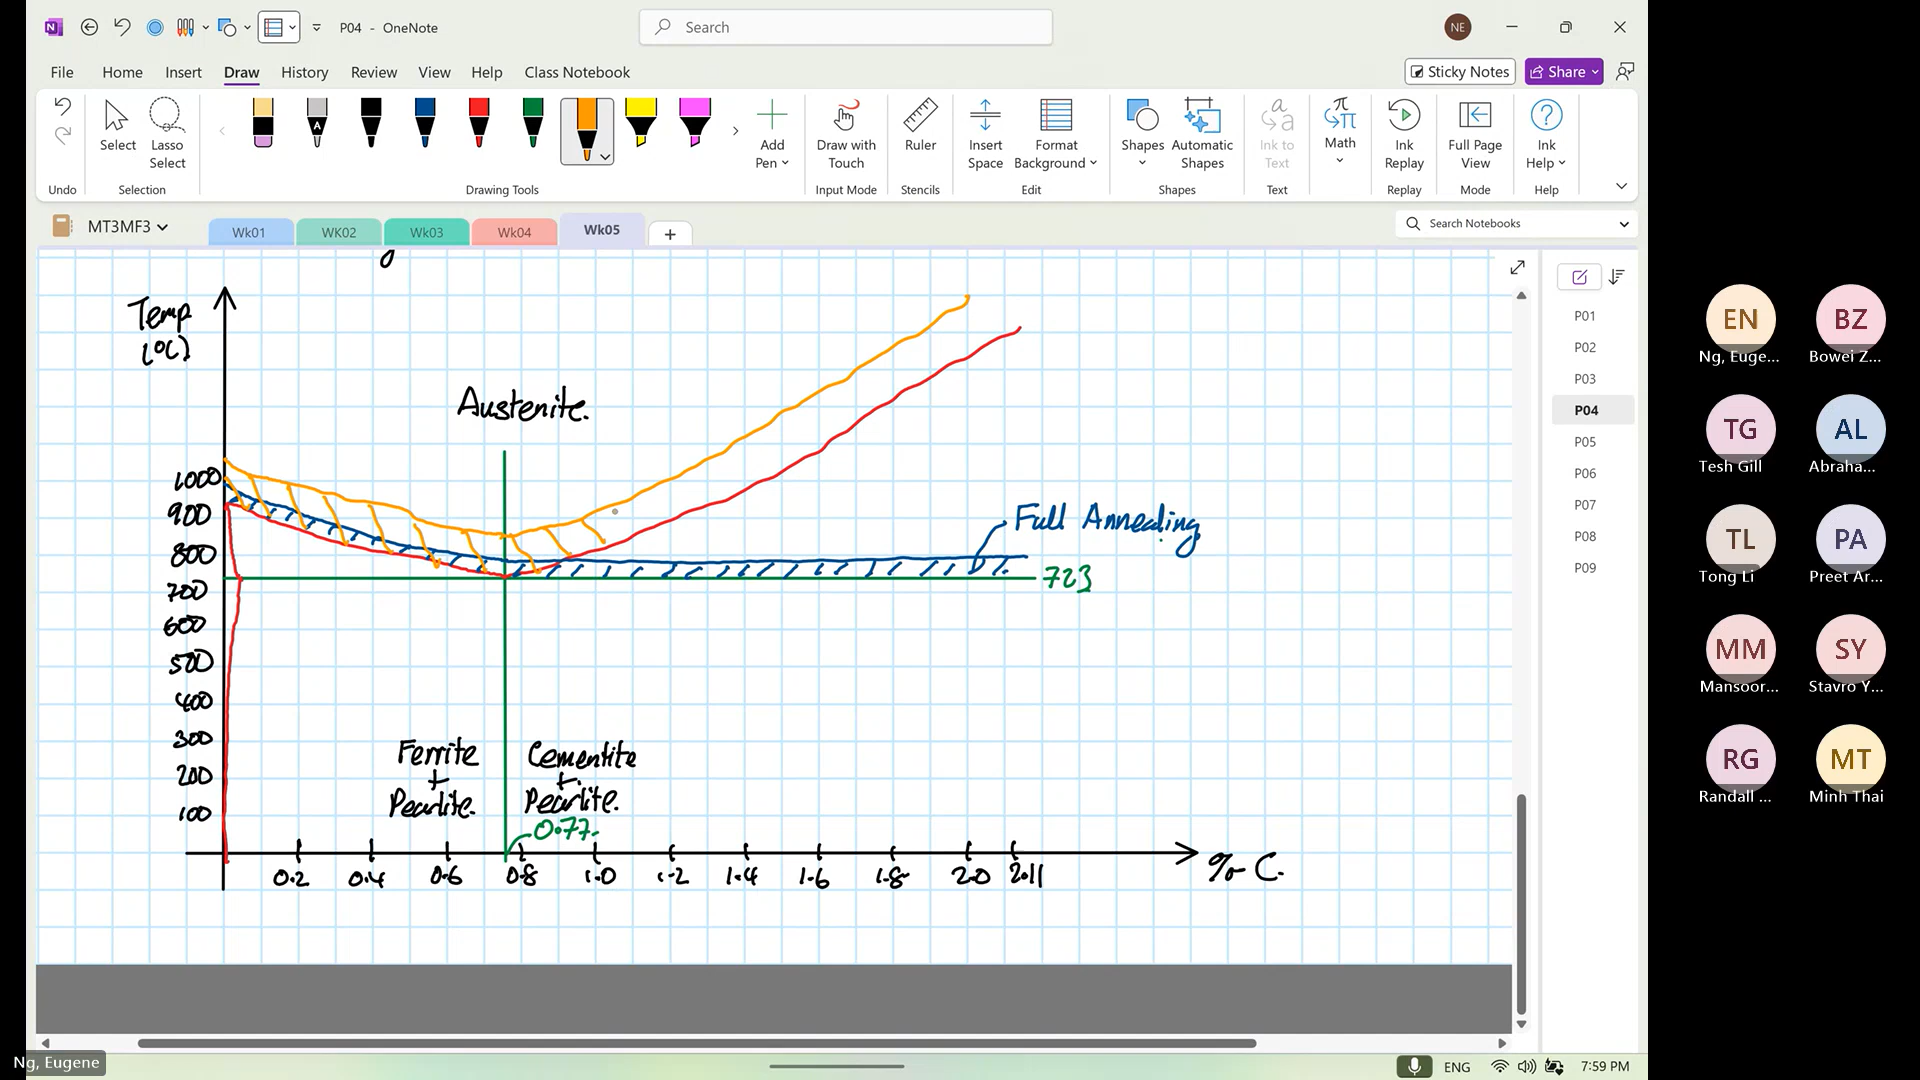 P04 - OneNote
Search
NE
File Home Insert Draw History Review View Help Class Notebook
Sticky Notes
Share
Undo
Select
Lasso Select
Selection
A
Drawing Tools
Add Pen
Draw with Touch
Input Mode
Ruler
Stencils
Insert Space
Format Background
Edit
Shapes
Automatic Shapes
Shapes
Ink to Text
Text
Math
Ink Replay
Replay
Full Page View
Mode
Ink Help
Help
MT3MF3
Wk01
WK02
Wk03
Wk04
Wk05
Search Notebooks
Temp
(°C)
Austenite.
1000
900
800
700
600
500
400
300
200
100
Full Annealing
723
Ferrite
+
Pearlite.
Cementite
+
Pearlite.
0.77
0.2 0.4 0.6 0.8 1.0 1.2 1.4 1.6 1.8 2.0 2.11
% C.
P01
P02
P03
P04
P05
P06
P07
P08
P09
EN
Ng, Euge...
BZ
Bowei Z...
TG
Tesh Gill
AL
Abraha...
TL
Tong Li
PA
Preet Ar...
MM
Mansoor...
SY
Stavro Y...
RG
Randall ...
MT
Minh Thai
Ng, Eugene
ENG
7:59 PM